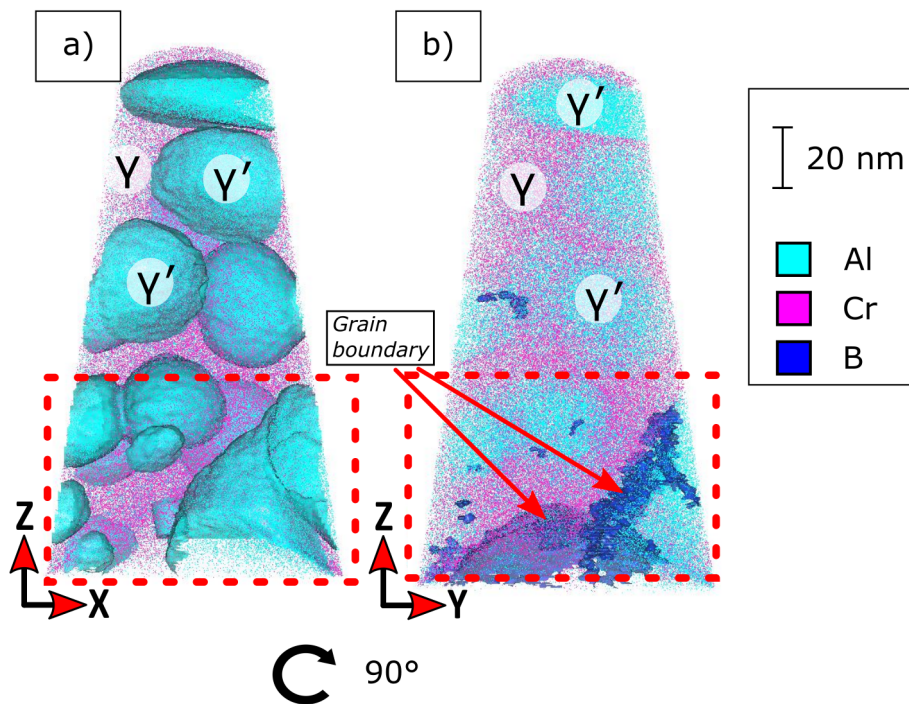 a)
b)
γ'
γ
γ'
γ'
γ
γ'
20 nm
Al
Cr
B
Grain
boundary
Z
X
Z
Y
90°